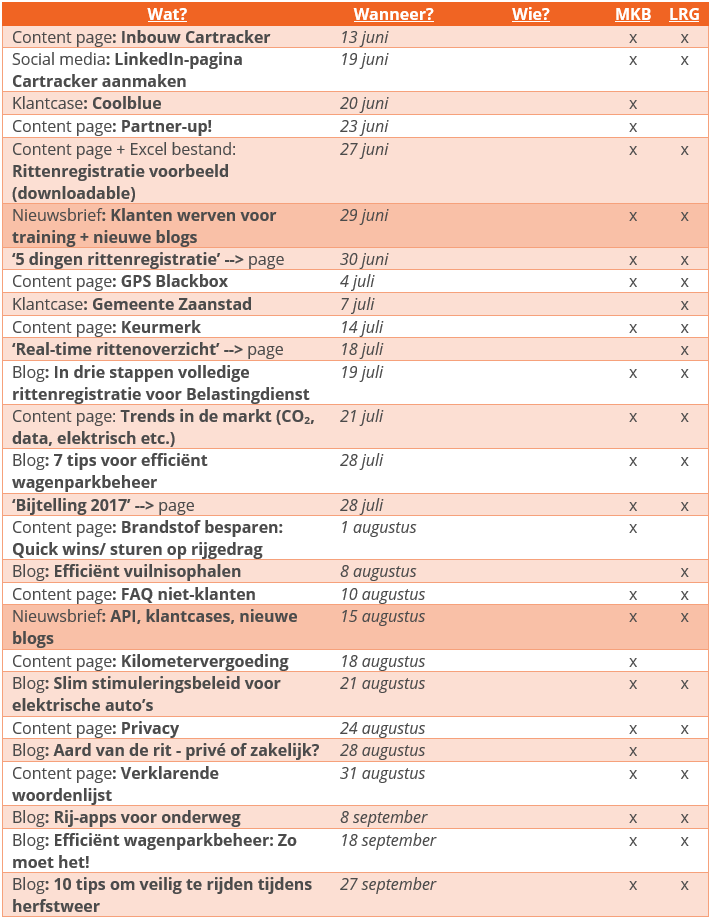 Wat? Wanneer? Wie? MKB LRG
Content page: Inbouw Cartracker 13 juni x x
Social media: LinkedIn-pagina 19 juni x x
Cartracker aanmaken
Klantcase: Coolblue 20 juni x
Content page: Partner-up! 23 juni x
Content page + Excel bestand: 27 juni x x
Rittenregistratie voorbeeld
(downloadable)
Nieuwsbrief: Klanten werven voor 29 juni x x
training + nieuwe blogs
‘5 dingen rittenregistratie’ --> page 30 juni x x
Content page: GPS Blackbox 4 juli x x
Klantcase: Gemeente Zaanstad 7 juli x
Content page: Keurmerk 14 juli x x
‘Real-time rittenoverzicht’ --> page 18 juli x
Blog: In drie stappen volledige 19 juli x x
rittenregistratie voor Belastingdienst
Content page: Trends in de markt (CO₂, 21 juli x x
data, elektrisch etc.)
Blog: 7 tips voor efficiënt 28 juli x x
wagenparkbeheer
‘Bijtelling 2017’ --> page 28 juli x x
Content page: Brandstof besparen: 1 augustus x
Quick wins/ sturen op rijgedrag
Blog: Efficiënt vuilnisophalen 8 augustus x
Content page: FAQ niet-klanten 10 augustus x x
Nieuwsbrief: API, klantcases, nieuwe 15 augustus x x
blogs
Content page: Kilometervergoeding 18 augustus x
Blog: Slim stimuleringsbeleid voor 21 augustus x x
elektrische auto’s
Content page: Privacy 24 augustus x x
Blog: Aard van de rit - privé of zakelijk? 28 augustus x
Content page: Verklarende 31 augustus x x
woordenlijst
Blog: Rij-apps voor onderweg 8 september x x
Blog: Efficiënt wagenparkbeheer: Zo 18 september x x
moet het!
Blog: 10 tips om veilig te rijden tijdens 27 september x x
herfstweer